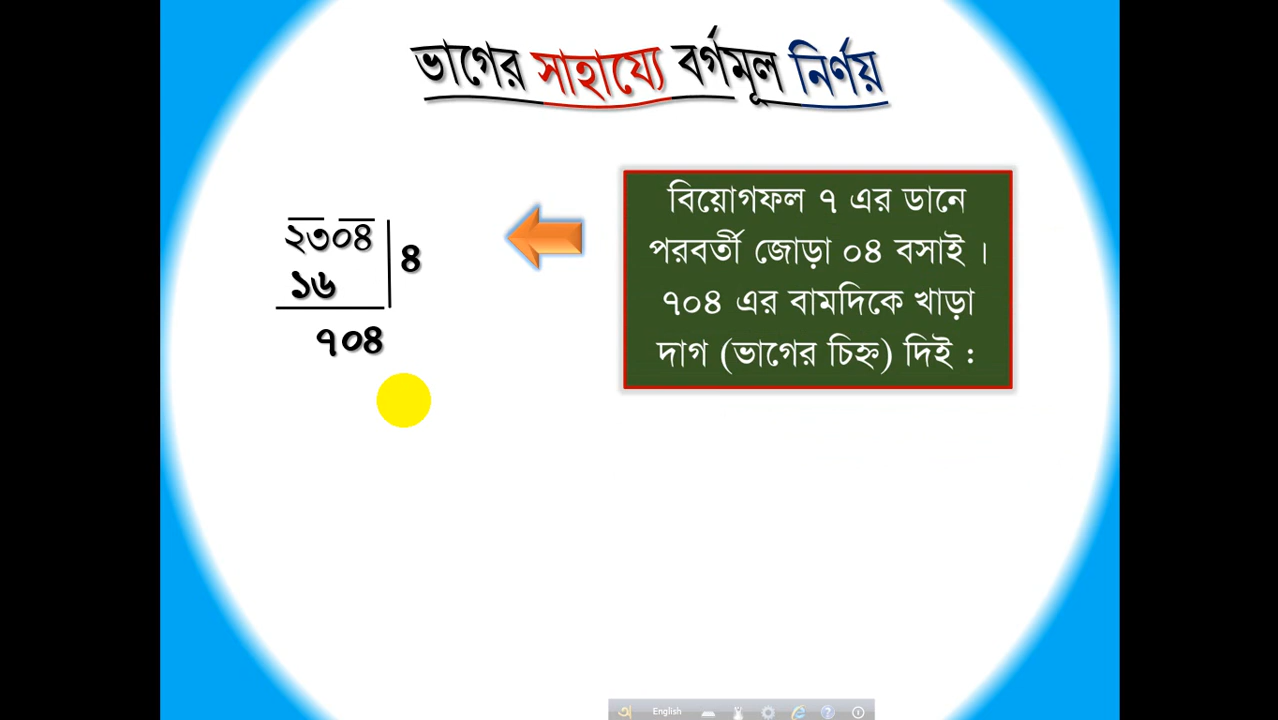 ভাগের সাহায্যে বর্গমূল নির্ণয়
২৩০৪
৪
১৬
৭০৪
বিয়োগফল ৭ এর ডানে
পরবর্তী জোড়া ০৪ বসাই ।
৭০৪ এর বামদিকে খাড়া
দাগ (ভাগের চিহ্ন) দিই :
অ English